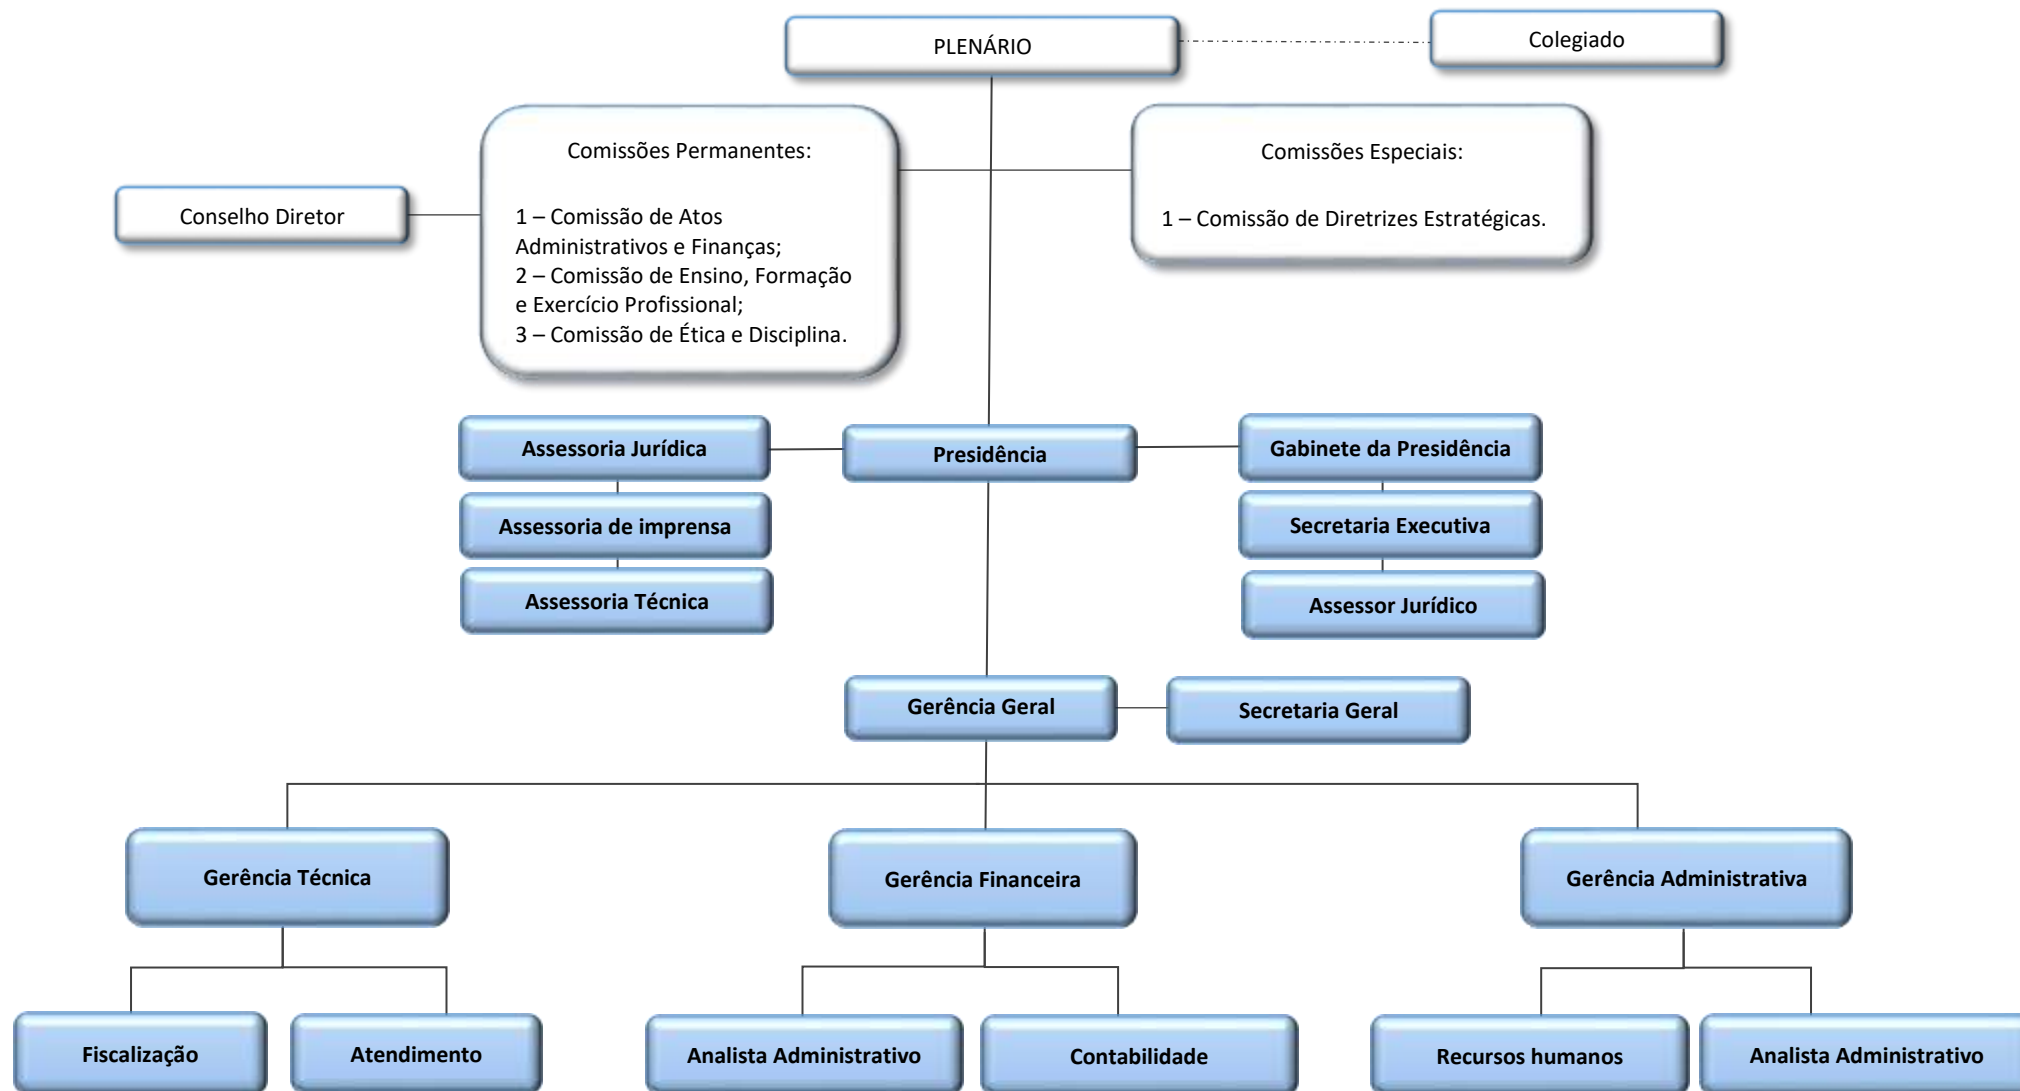 PLENÁRIO
Colegiado
Comissões Permanentes:
1 – Comissão de Atos
Administrativos e Finanças;
2 – Comissão de Ensino, Formação
e Exercício Profissional;
3 – Comissão de Ética e Disciplina.
Comissões Especiais:
1 – Comissão de Diretrizes Estratégicas.
Conselho Diretor
Assessoria Jurídica
Presidência
Gabinete da Presidência
Assessoria de imprensa
Secretaria Executiva
Assessoria Técnica
Assessor Jurídico
Gerência Geral
Secretaria Geral
Gerência Técnica
Gerência Financeira
Gerência Administrativa
Fiscalização
Atendimento
Analista Administrativo
Contabilidade
Recursos humanos
Analista Administrativo